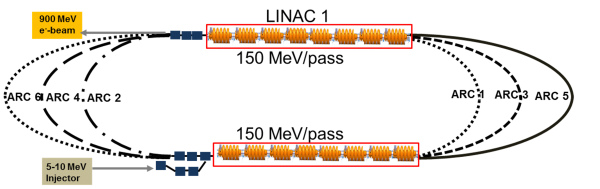 900 MeV
e⁻-beam
LINAC 1
150 MeV/pass
ARC 6
ARC 4
ARC 2
ARC 1
ARC 3
ARC 5
150 MeV/pass
5-10 MeV
Injector